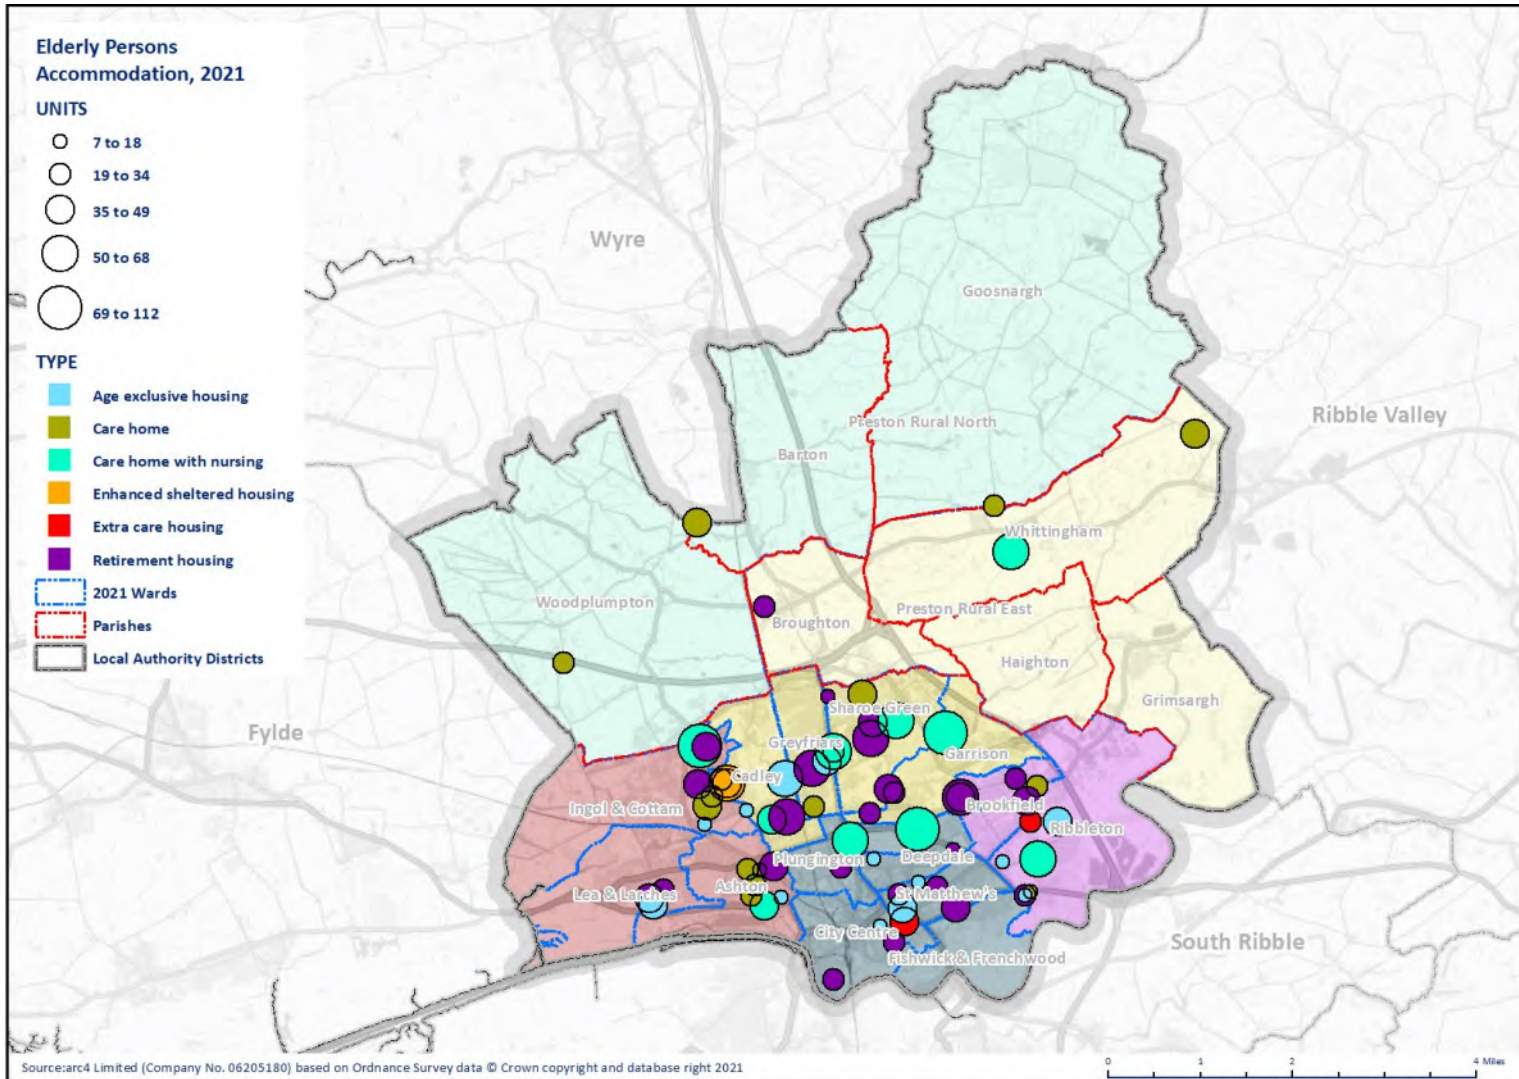 Elderly Persons
Accommodation, 2021
UNITS
7 to 18
19 to 34
35 to 49
50 to 68
69 to 112
TYPE
Age exclusive housing
Care home
Care home with nursing
Enhanced sheltered housing
Extra care housing
Retirement housing
2021 Wards
Parishes
Local Authority Districts
Wyre
Goosnargh
Ribble Valley
Preston Rural North
Barton
Whittingham
Woodplumpton
Preston Rural East
Broughton
Haighton
Grimsargh
Fylde
Sharoe Green
Greyfriars
Garrison
Cadley
Ingol & Cottam
Brookfield
Ribbleton
Plungington
Deepdale
Lea & Larches
Ashton
St Matthew's
City Centre
South Ribble
Fishwick & Frenchwood
Source:arc4 Limited (Company No. 06205180) based on Ordnance Survey data © Crown copyright and database right 2021
0 1 2 4 Miles